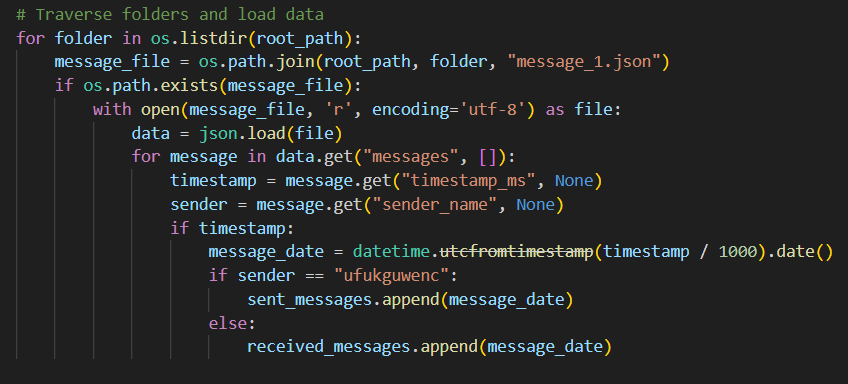 # Traverse folders and load data
for folder in os.listdir(root_path):
    message_file = os.path.join(root_path, folder, "message_1.json")
    if os.path.exists(message_file):
        with open(message_file, 'r', encoding='utf-8') as file:
            data = json.load(file)
            for message in data.get("messages", []):
                timestamp = message.get("timestamp_ms", None)
                sender = message.get("sender_name", None)
                if timestamp:
                    message_date = datetime.utcfromtimestamp(timestamp / 1000).date()
                    if sender == "ufukguwenc":
                        sent_messages.append(message_date)
                    else:
                        received_messages.append(message_date)